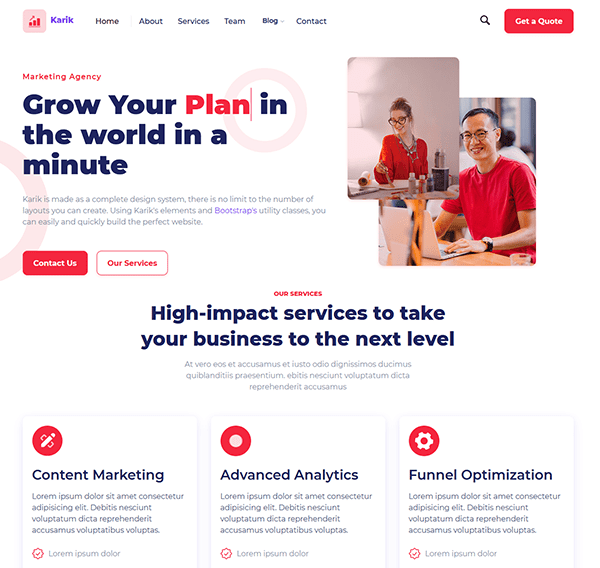 Karik
Home About Services Team Blog Contact
Get a Quote
Marketing Agency
Grow Your Plan in
the world in a
minute
Karik is made as a complete design system, there is no limit to the number of
layouts you can create. Using Karik's elements and Bootstrap's utility classes, you
can easily and quickly build the perfect website.
Contact Us Our Services
OUR SERVICES
High-impact services to take
your business to the next level
At vero eos et accusamus et iusto odio dignissimos ducimus
quiblanditiis praesentium. ebitis nesciunt voluptatum dicta
reprehenderit accusamus
Content Marketing
Lorem ipsum dolor sit amet consectetur
adipisicing elit. Debitis nesciunt
voluptatum dicta reprehenderit
accusamus voluptas.
Lorem ipsum dolor
Advanced Analytics
Lorem ipsum dolor sit amet consectetur
adipisicing elit. Debitis nesciunt
voluptatum dicta reprehenderit
accusamus voluptas.
Lorem ipsum dolor
Funnel Optimization
Lorem ipsum dolor sit amet consectetur
adipisicing elit. Debitis nesciunt
voluptatum dicta reprehenderit
accusamus voluptas.
Lorem ipsum dolor